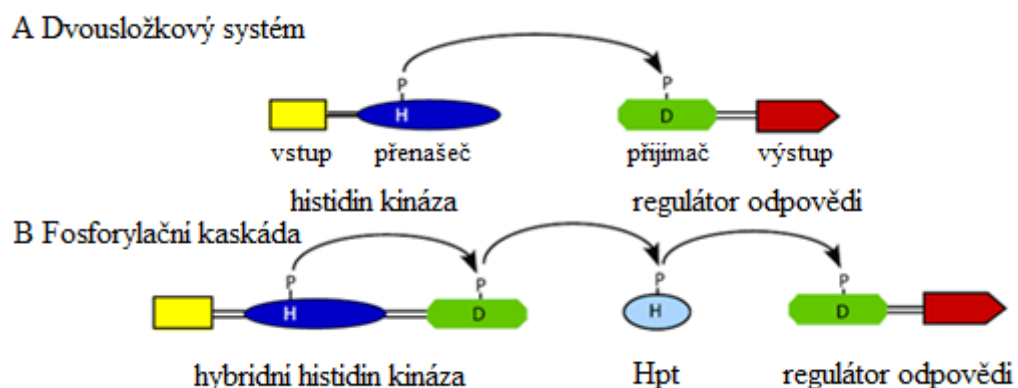 A Dvousložkový systém
P P
H D
vstup přenašeč přijímač výstup
histidin kináza regulátor odpovědi
B Fosforylační kaskáda
P P P P
H D H D
hybridní histidin kináza Hpt regulátor odpovědi